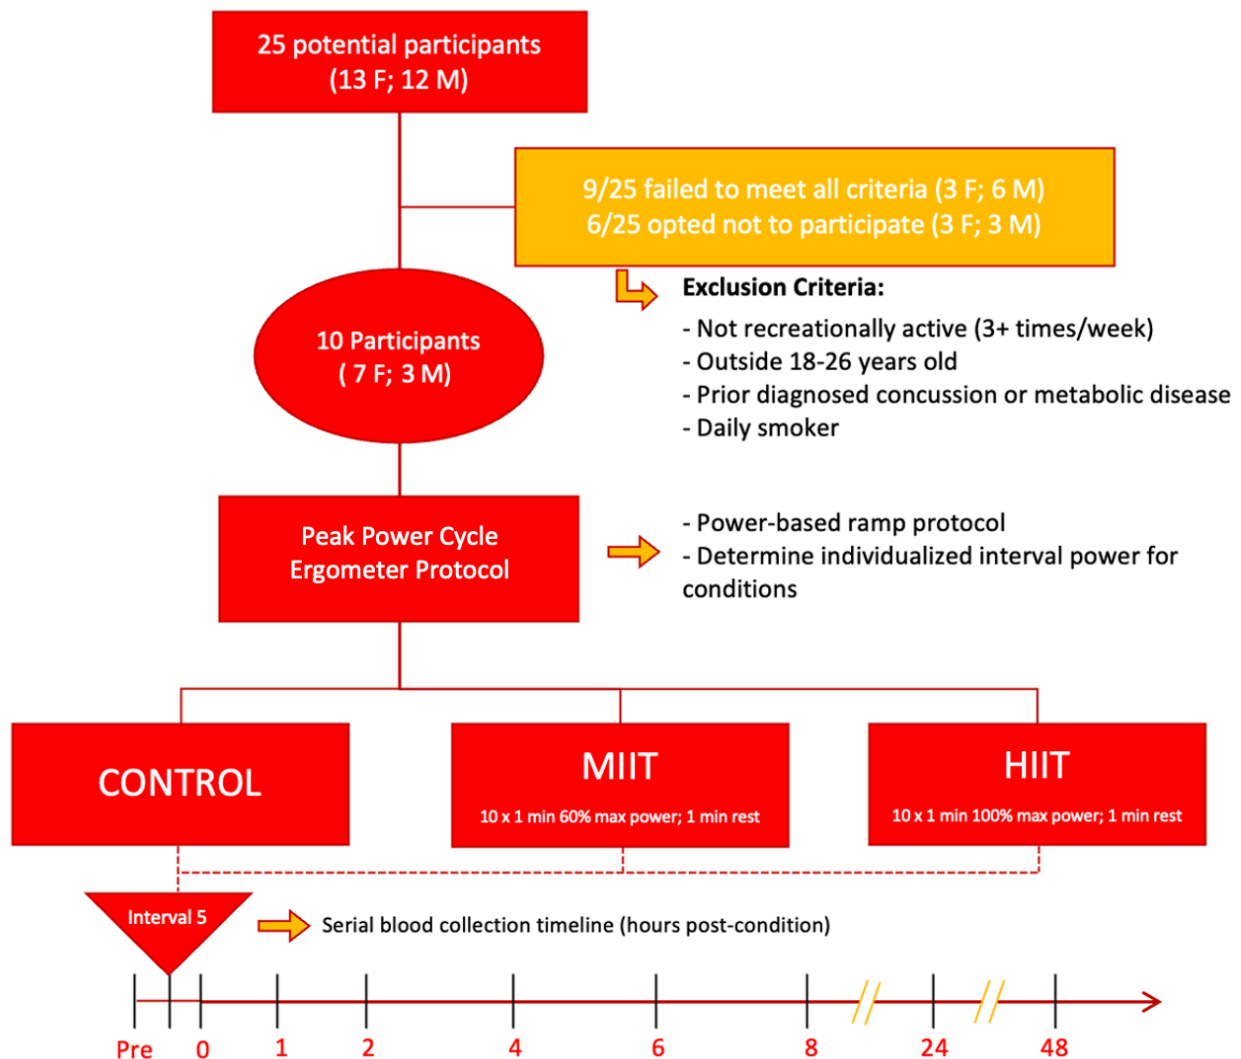 25 potential participants
(13 F; 12 M)
9/25 failed to meet all criteria (3 F; 6 M)
6/25 opted not to participate (3 F; 3 M)
Exclusion Criteria:
- Not recreationally active (3+ times/week)
- Outside 18-26 years old
- Prior diagnosed concussion or metabolic disease
- Daily smoker
10 Participants
( 7 F; 3 M)
Peak Power Cycle
Ergometer Protocol
- Power-based ramp protocol
- Determine individualized interval power for
conditions
CONTROL
MIIT
10 x 1 min 60% max power; 1 min rest
HIIT
10 x 1 min 100% max power; 1 min rest
Interval 5
Serial blood collection timeline (hours post-condition)
Pre 0 1 2 4 6 8 24 48